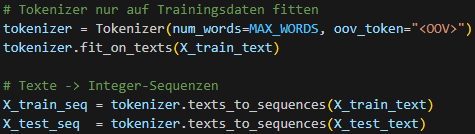 # Tokenizer nur auf Trainingsdaten fitten
tokenizer = Tokenizer(num_words=MAX_WORDS, oov_token="<OOV>")
tokenizer.fit_on_texts(X_train_text)

# Texte -> Integer-Sequenzen
X_train_seq = tokenizer.texts_to_sequences(X_train_text)
X_test_seq  = tokenizer.texts_to_sequences(X_test_text)